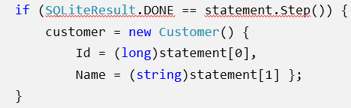 if (SQLiteResult.DONE == statement.Step()) {
customer = new Customer() {
Id = (long)statement[0],
Name = (string)statement[1] };
}